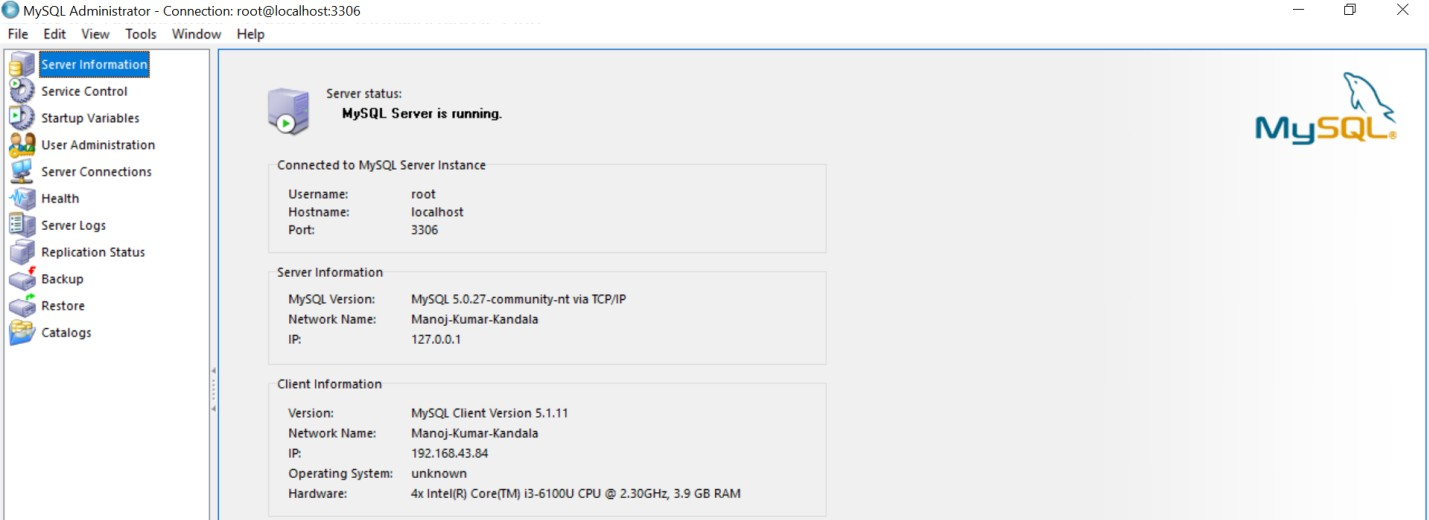 MySQL Administrator - Connection: root@localhost:3306
File Edit View Tools Window Help
Server Information
Service Control
Startup Variables
User Administration
Server Connections
Health
Server Logs
Replication Status
Backup
Restore
Catalogs
Server status:
MySQL Server is running.
MySQL®
Connected to MySQL Server Instance
Username: root
Hostname: localhost
Port: 3306
Server Information
MySQL Version: MySQL 5.0.27-community-nt via TCP/IP
Network Name: Manoj-Kumar-Kandala
IP: 127.0.0.1
Client Information
Version: MySQL Client Version 5.1.11
Network Name: Manoj-Kumar-Kandala
IP: 192.168.43.84
Operating System: unknown
Hardware: 4x Intel(R) Core(TM) i3-6100U CPU @ 2.30GHz, 3.9 GB RAM